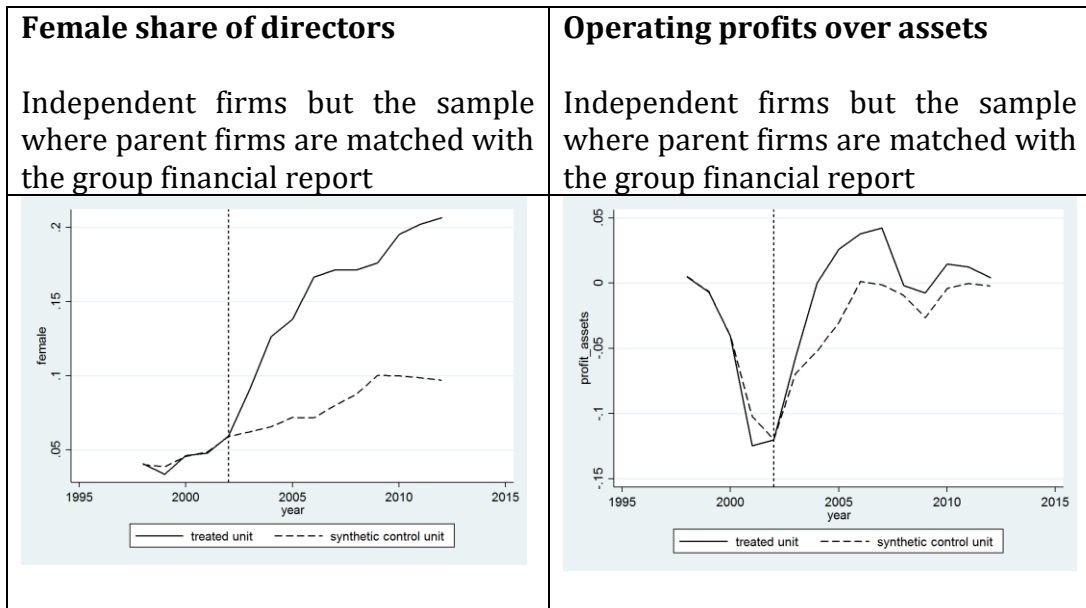 Female share of directors
Independent firms but the sample
where parent firms are matched with
the group financial report
Operating profits over assets
Independent firms but the sample
where parent firms are matched with
the group financial report
.2
.15
.1
.05
female
1995 2000 2005 2010 2015
year
treated unit synthetic control unit
.05
0
-.05
-.1
-.15
profit_assets
1995 2000 2005 2010 2015
year
treated unit synthetic control unit